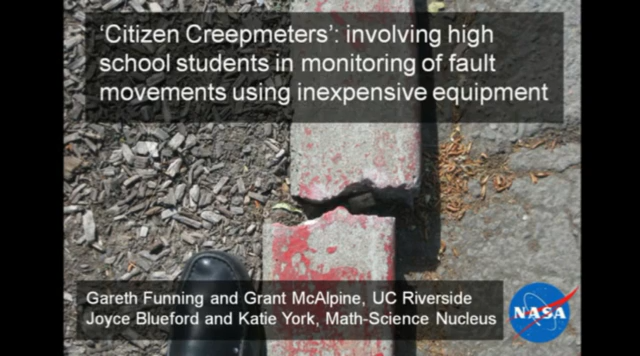 ‘Citizen Creepmeters’: involving high
school students in monitoring of fault
movements using inexpensive equipment
Gareth Funning and Grant McAlpine, UC Riverside
Joyce Blueford and Katie York, Math-Science Nucleus
NASA